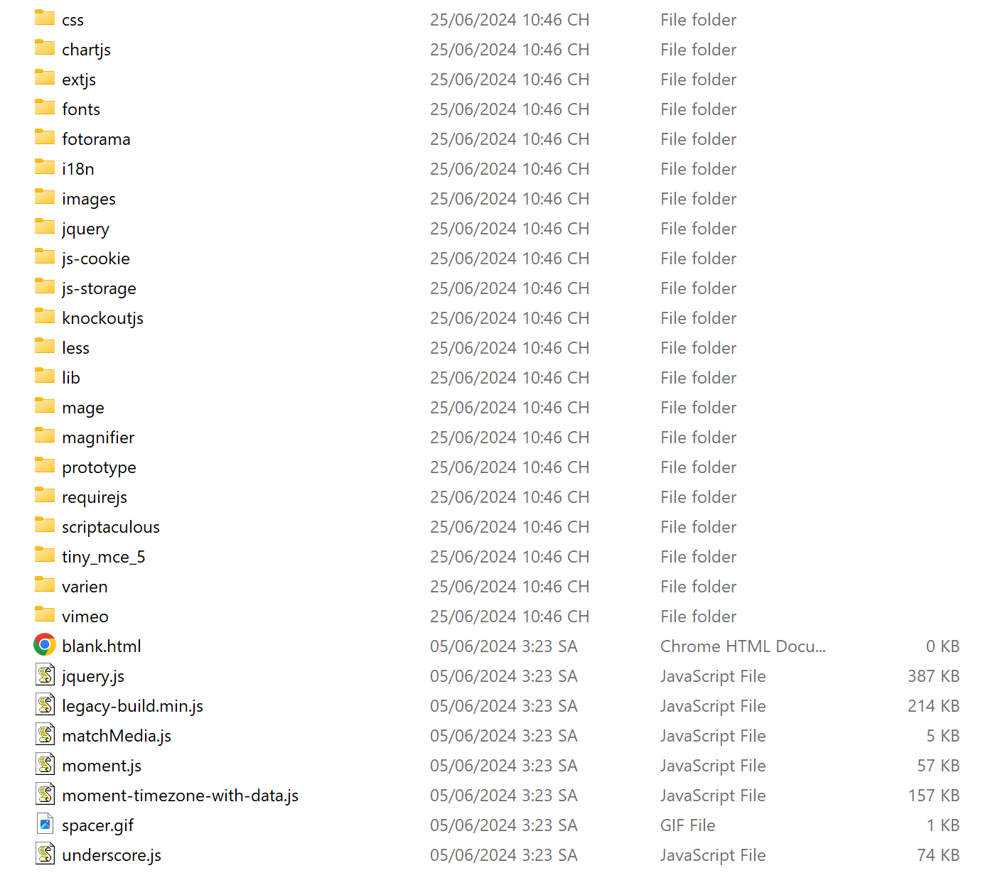 css 25/06/2024 10:46 CH File folder
chartjs 25/06/2024 10:46 CH File folder
extjs 25/06/2024 10:46 CH File folder
fonts 25/06/2024 10:46 CH File folder
fotorama 25/06/2024 10:46 CH File folder
i18n 25/06/2024 10:46 CH File folder
images 25/06/2024 10:46 CH File folder
jquery 25/06/2024 10:46 CH File folder
js-cookie 25/06/2024 10:46 CH File folder
js-storage 25/06/2024 10:46 CH File folder
knockoutjs 25/06/2024 10:46 CH File folder
less 25/06/2024 10:46 CH File folder
lib 25/06/2024 10:46 CH File folder
mage 25/06/2024 10:46 CH File folder
magnifier 25/06/2024 10:46 CH File folder
prototype 25/06/2024 10:46 CH File folder
requirejs 25/06/2024 10:46 CH File folder
scriptaculous 25/06/2024 10:46 CH File folder
tiny_mce_5 25/06/2024 10:46 CH File folder
varien 25/06/2024 10:46 CH File folder
vimeo 25/06/2024 10:46 CH File folder
blank.html 05/06/2024 3:23 SA Chrome HTML Docu... 0 KB
jquery.js 05/06/2024 3:23 SA JavaScript File 387 KB
legacy-build.min.js 05/06/2024 3:23 SA JavaScript File 214 KB
matchMedia.js 05/06/2024 3:23 SA JavaScript File 5 KB
moment.js 05/06/2024 3:23 SA JavaScript File 57 KB
moment-timezone-with-data.js 05/06/2024 3:23 SA JavaScript File 157 KB
spacer.gif 05/06/2024 3:23 SA GIF File 1 KB
underscore.js 05/06/2024 3:23 SA JavaScript File 74 KB